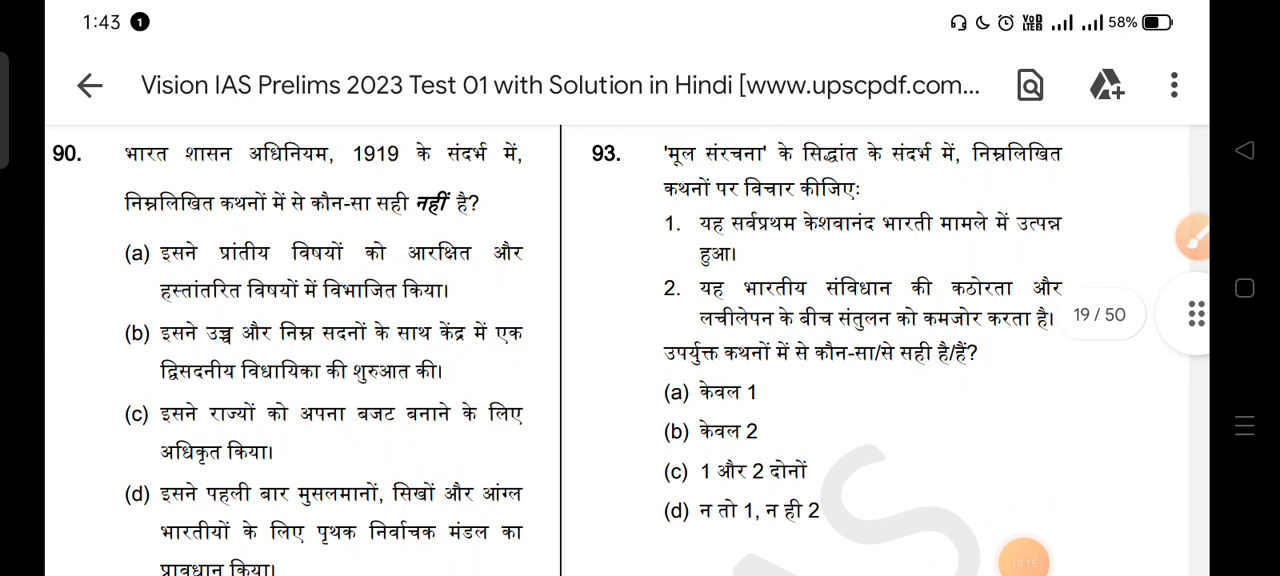 1:43 1
VoD LTE 58%
Vision IAS Prelims 2023 Test 01 with Solution in Hindi [www.upscpdf.com...
90. भारत शासन अधिनियम, 1919 के संदर्भ में,
निम्नलिखित कथनों में से कौन-सा सही नहीं है?
(a) इसने प्रांतीय विषयों को आरक्षित और
हस्तांतरित विषयों में विभाजित किया।
(b) इसने उच्च और निम्न सदनों के साथ केंद्र में एक
द्विसदनीय विधायिका की शुरुआत की।
(c) इसने राज्यों को अपना बजट बनाने के लिए
अधिकृत किया।
(d) इसने पहली बार मुसलमानों, सिखों और आंग्ल
भारतीयों के लिए पृथक निर्वाचक मंडल का
प्रावधान किया।
93. 'मूल संरचना' के सिद्धांत के संदर्भ में, निम्नलिखित
कथनों पर विचार कीजिए:
1. यह सर्वप्रथम केशवानंद भारती मामले में उत्पन्न
हुआ।
2. यह भारतीय संविधान की कठोरता और
लचीलेपन के बीच संतुलन को कमजोर करता है।
उपर्युक्त कथनों में से कौन-सा/से सही है/हैं?
(a) केवल 1
(b) केवल 2
(c) 1 और 2 दोनों
(d) न तो 1, न ही 2
19 / 50
10:15